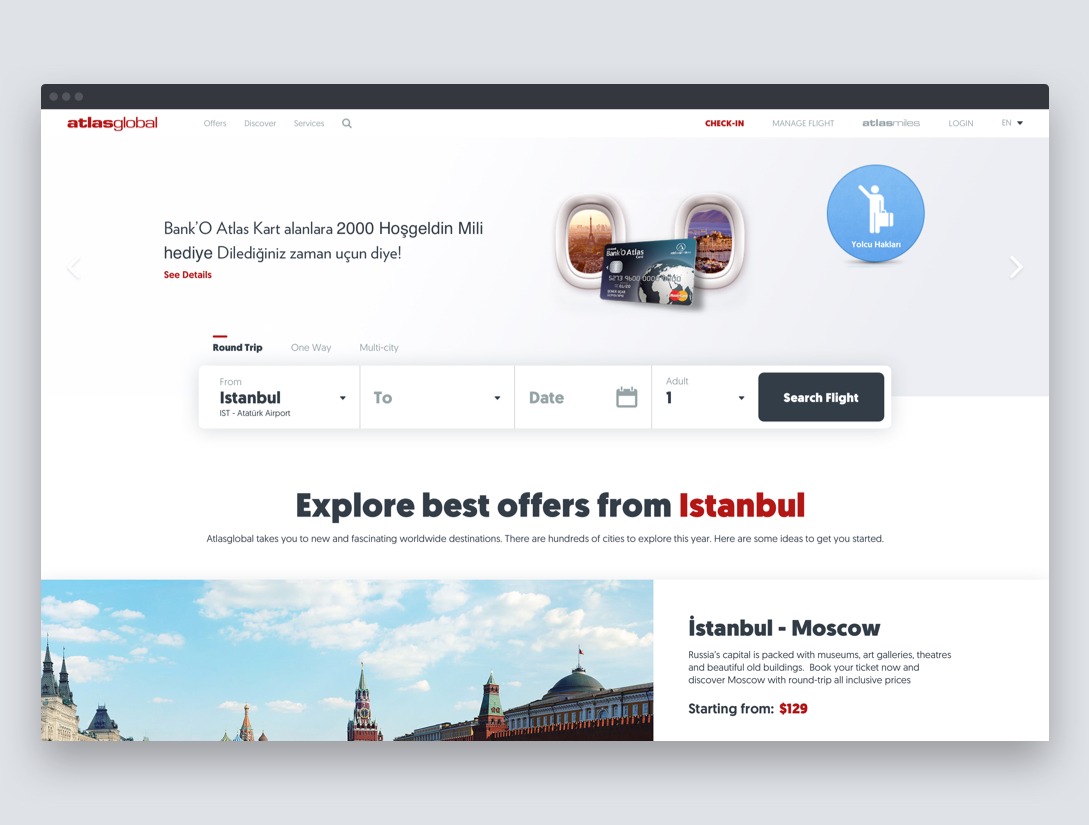 atlasglobal
Offers Discover Services
CHECK-IN MANAGE FLIGHT atlasmiles LOGIN EN
Bank'O Atlas Kart alanlara 2000 Hoşgeldin Mili
hediye Dilediğiniz zaman uçun diye!
See Details
Bank'O Atlas
Card
MasterCard
Yolcu Hakları
Round Trip One Way Multi-city
From
Istanbul
IST - Atatürk Airport
To
Date
Adult
1
Search Flight
Explore best offers from Istanbul
Atlasglobal takes you to new and fascinating worldwide destinations. There are hundreds of cities to explore this year. Here are some ideas to get you started.
İstanbul - Moscow
Russia's capital is packed with museums, art galleries, theatres
and beautiful old buildings. Book your ticket now and
discover Moscow with round-trip all inclusive prices
Starting from: $129